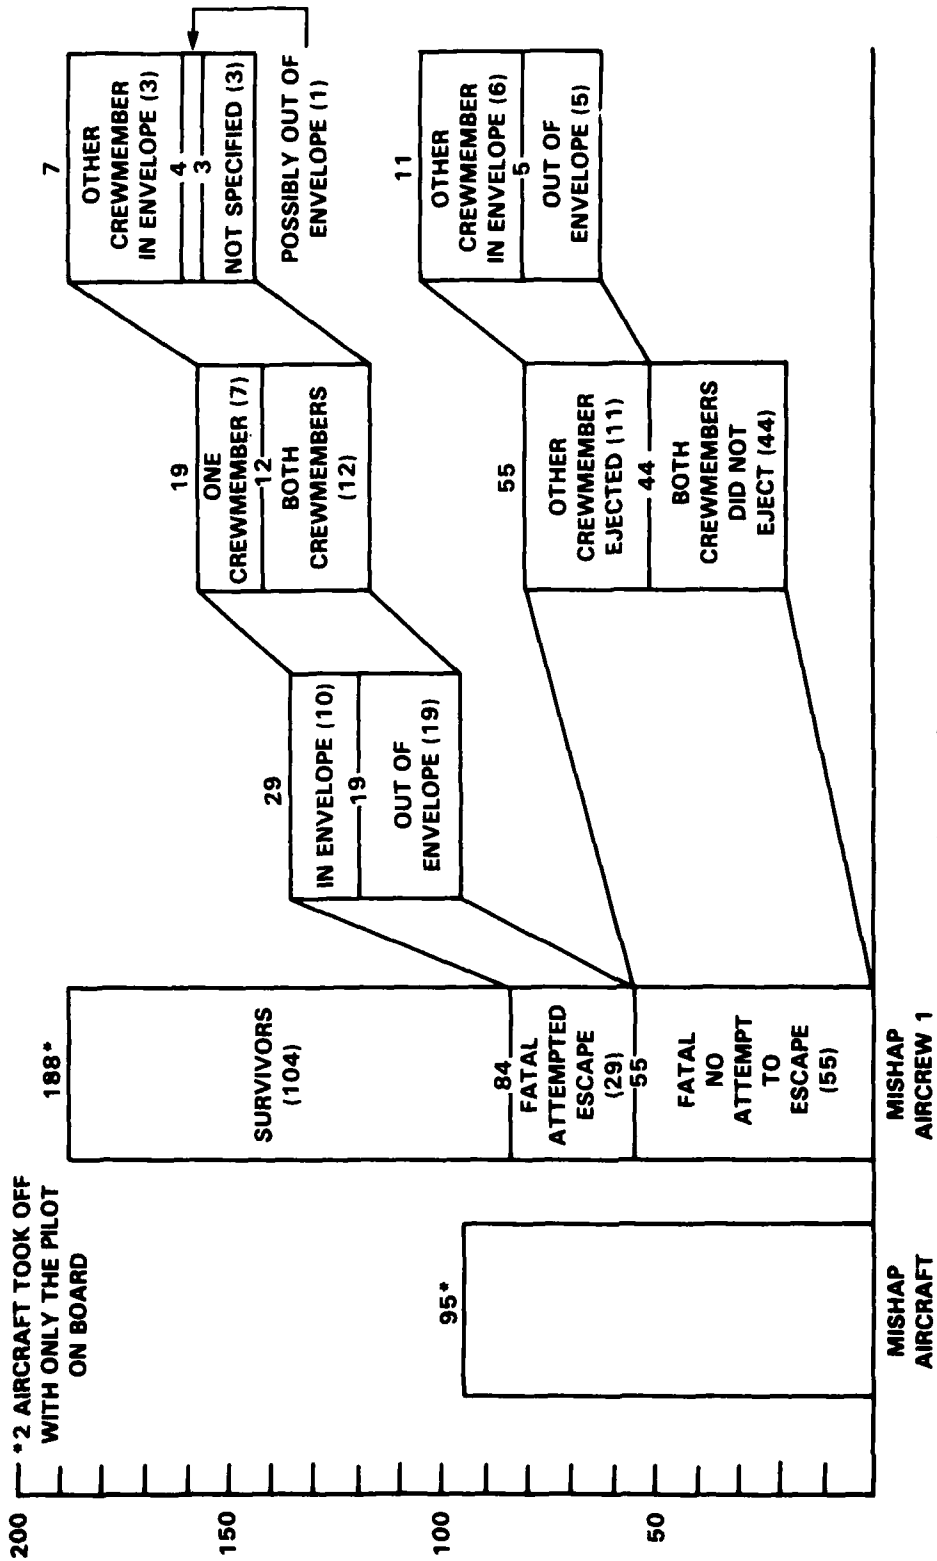 *2 AIRCRAFT TOOK OFF
WITH ONLY THE PILOT
ON BOARD
200
150
100
50
95*
MISHAP
AIRCRAFT
188*
SURVIVORS
(104)
84
FATAL
ATTEMPTED
ESCAPE
(29)
55
FATAL
NO
ATTEMPT
TO
ESCAPE
(55)
MISHAP
AIRCREW 1
29
IN ENVELOPE (10)
19
OUT OF
ENVELOPE (19)
19
ONE
CREWMEMBER (7)
12
BOTH
CREWMEMBERS
(12)
7
OTHER
CREWMEMBER
IN ENVELOPE (3)
4
3
NOT SPECIFIED (3)
POSSIBLY OUT OF
ENVELOPE (1)
55
OTHER
CREWMEMBER
EJECTED (11)
44
BOTH
CREWMEMBERS
DID NOT
EJECT (44)
11
OTHER
CREWMEMBER
IN ENVELOPE (6)
5
OUT OF
ENVELOPE (5)